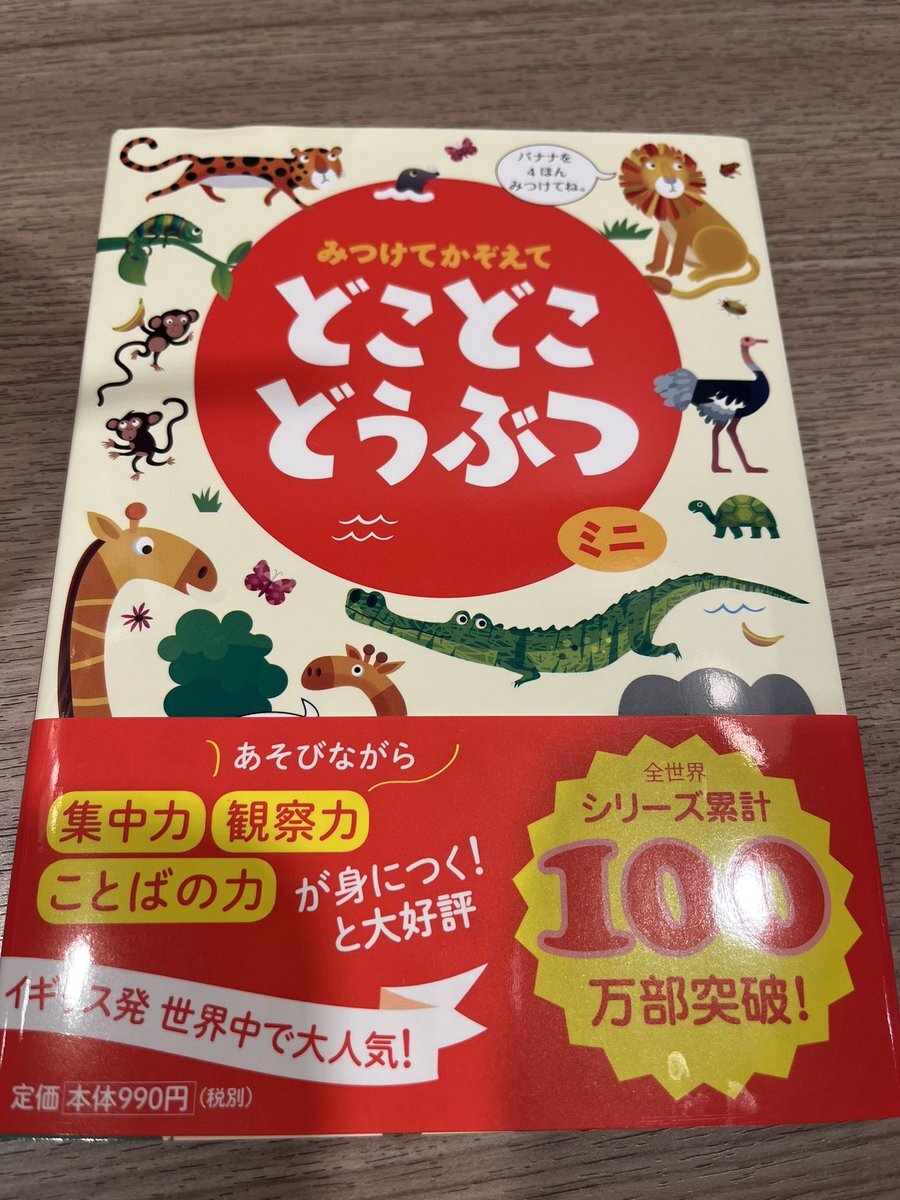 バナナを
4ほん
みつけてね。
みつけてかぞえて
どこどこ
どうぶつ
ミニ
あそびながら
集中力 観察力
ことばの力
が身につく!
と大好評
イギリス発 世界中で大人気!
定価 本体990円 (税別)
全世界
シリーズ累計
100
万部突破!